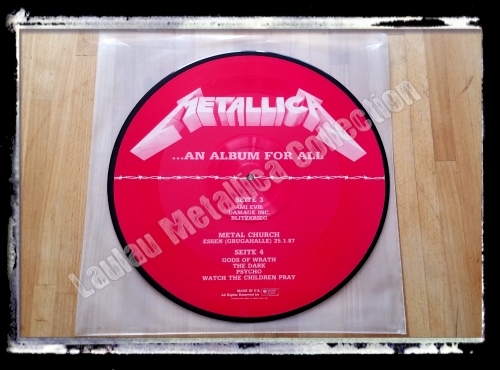 METALLICA
...AN ALBUM FOR ALL
SEITE 3
AM I EVIL
DAMAGE INC.
BLITZKRIEG
METAL CHURCH
ESSEN (GRUGAHALLE) 25.1.87
SEITE 4
GODS OF WRATH
THE DARK
PSYCHO
WATCH THE CHILDREN PRAY
MADE IN U.K
All Rights Reserved by
Laulau Metallica Collection